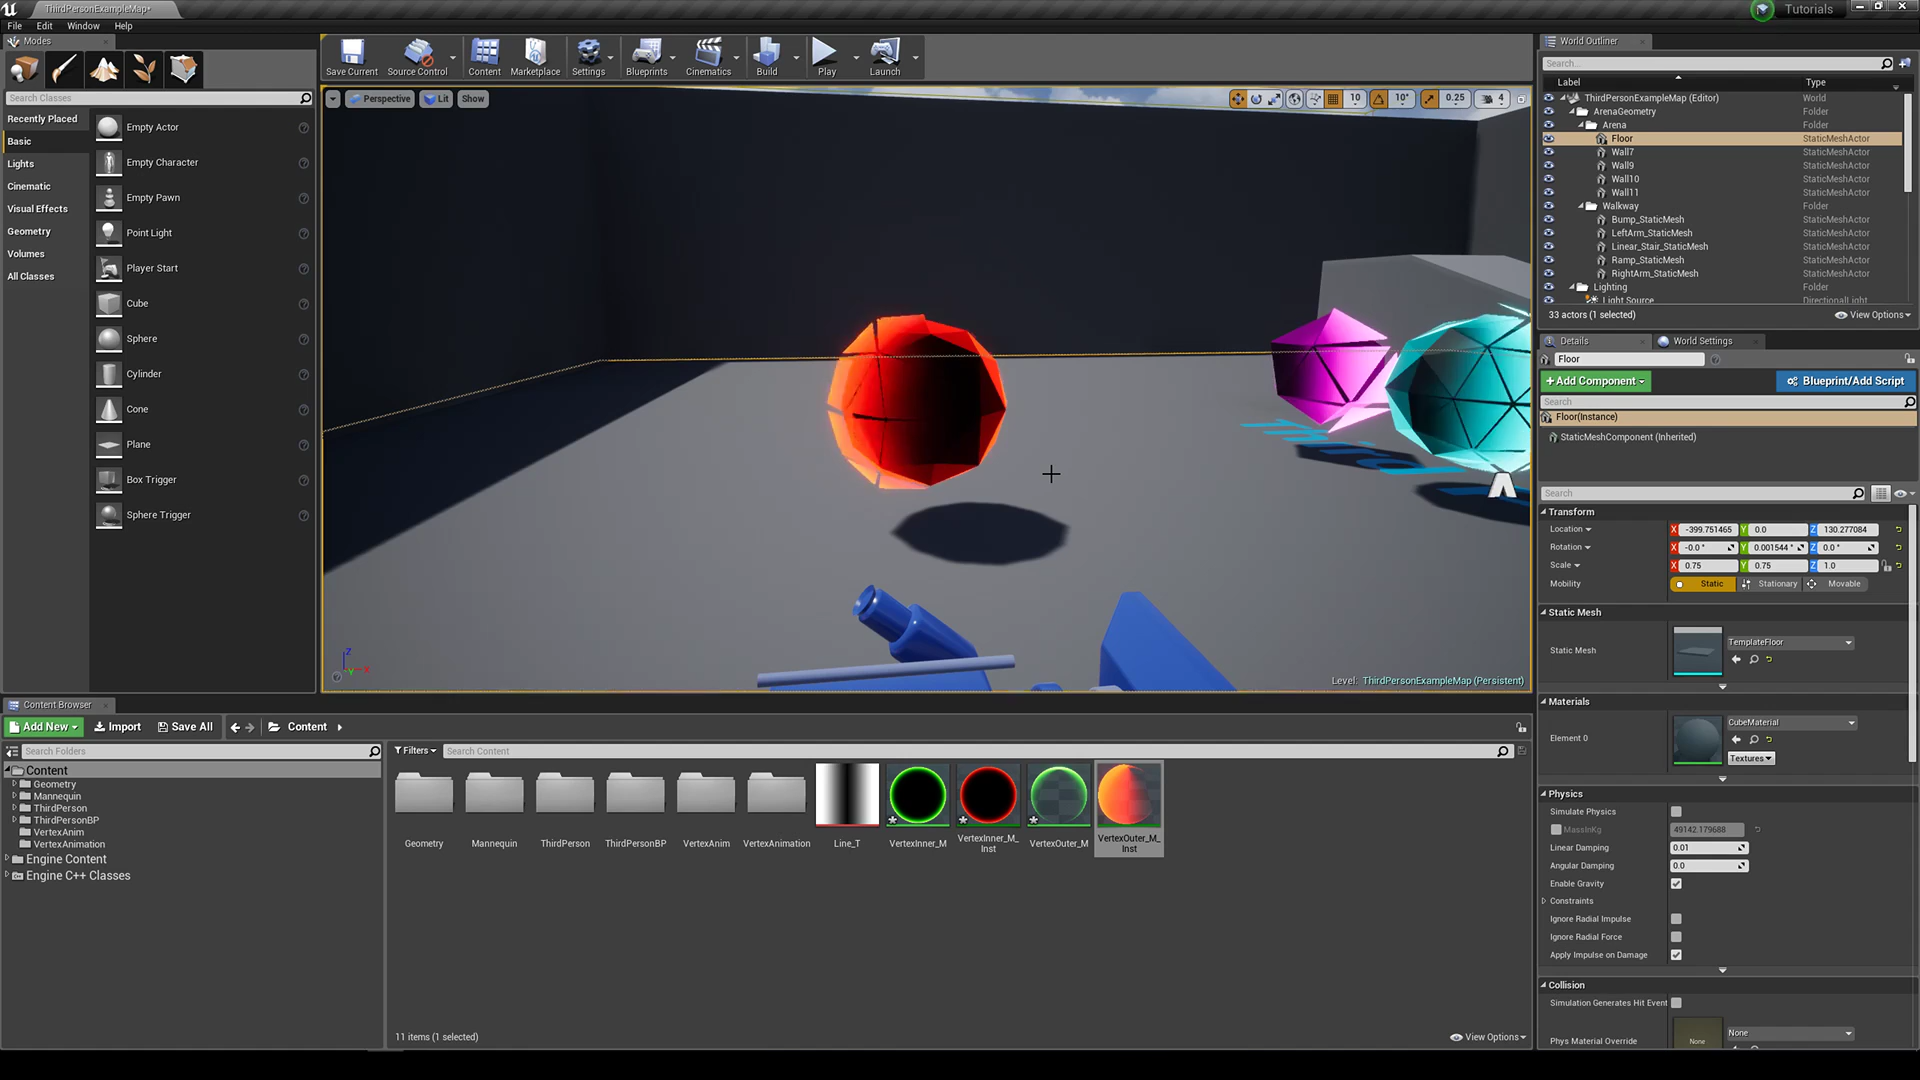 ThirdPersonExampleMap*
Tutorials
File Edit Window Help
Modes
Search Classes
Recently Placed
Basic
Lights
Cinematic
Visual Effects
Geometry
Volumes
All Classes
Empty Actor
Empty Character
Empty Pawn
Point Light
Player Start
Cube
Sphere
Cylinder
Cone
Plane
Box Trigger
Sphere Trigger
Save Current
Source Control
Content
Marketplace
Settings
Blueprints
Cinematics
Build
Play
Launch
Perspective Lit Show
10 10° 0.25 4
Level: ThirdPersonExampleMap (Persistent)
World Outliner
Search...
Label Type
ThirdPersonExampleMap (Editor) World
ArenaGeometry Folder
Arena Folder
Floor StaticMeshActor
Wall7 StaticMeshActor
Wall9 StaticMeshActor
Wall10 StaticMeshActor
Wall11 StaticMeshActor
Walkway Folder
Bump_StaticMesh StaticMeshActor
LeftArm_StaticMesh StaticMeshActor
Linear_Stair_StaticMesh StaticMeshActor
Ramp_StaticMesh StaticMeshActor
RightArm_StaticMesh StaticMeshActor
Lighting Folder
Light Source DirectionalLight
33 actors (1 selected) View Options
Details World Settings
Floor
+Add Component Blueprint/Add Script
Search
Floor(Instance)
StaticMeshComponent (Inherited)
Search
Transform
Location X -399.751465 Y 0.0 Z 130.277084
Rotation X -0.0 ° Y 0.001544 ° Z 0.0 °
Scale X 0.75 Y 0.75 Z 1.0
Mobility Static Stationary Movable
Static Mesh
Static Mesh TemplateFloor
Materials
Element 0 CubeMaterial
Textures
Physics
Simulate Physics
MassInKg 49142.179688
Linear Damping 0.01
Angular Damping 0.0
Enable Gravity
Constraints
Ignore Radial Impulse
Ignore Radial Force
Apply Impulse on Damage
Collision
Simulation Generates Hit Event
Phys Material Override None None
Content Browser
Add New Import Save All Content
Search Folders
Content
Geometry
Mannequin
ThirdPerson
ThirdPersonBP
VertexAnim
VertexAnimation
Engine Content
Engine C++ Classes
Filters Search Content
Geometry
Mannequin
ThirdPerson
ThirdPersonBP
VertexAnim
VertexAnimation
Line_T
VertexInner_M
VertexInner_M_
Inst
VertexOuter_M
VertexOuter_M_
Inst
11 items (1 selected) View Options